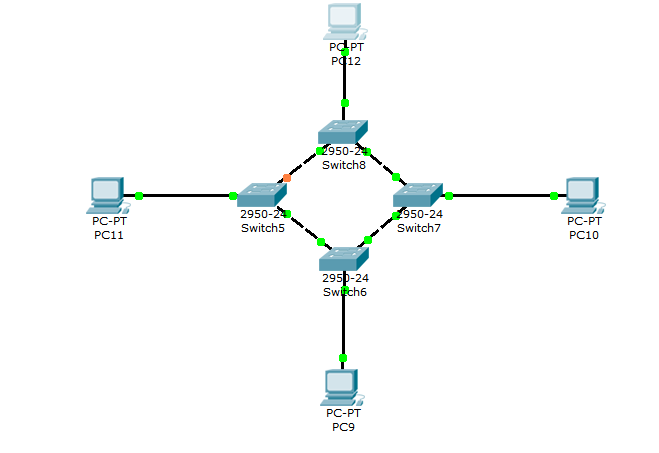 PC-PT
PC12
2950-24
Switch8
PC-PT
PC11
2950-24
Switch5
2950-24
Switch7
PC-PT
PC10
2950-24
Switch6
PC-PT
PC9